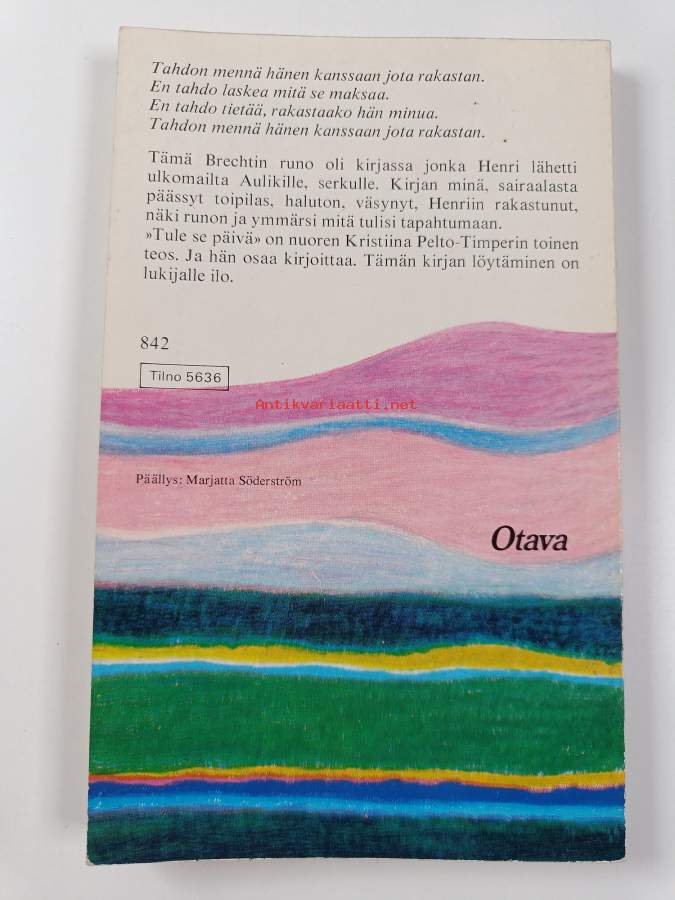 Tahdon mennä hänen kanssaan jota rakastan.
En tahdo laskea mitä se maksaa.
En tahdo tietää, rakastaako hän minua.
Tahdon mennä hänen kanssaan jota rakastan.
Tämä Brechtin runo oli kirjassa jonka Henri lähetti
ulkomailta Aulikille, serkulle. Kirjan minä, sairaalasta
päässyt toipilas, haluton, väsynyt, Henriin rakastunut,
näki runon ja ymmärsi mitä tulisi tapahtumaan.
»Tule se päivä» on nuoren Kristiina Pelto-Timperin toinen
teos. Ja hän osaa kirjoittaa. Tämän kirjan löytäminen on
lukijalle ilo.
842
Tilno 5636
Antikvariaatti.net
Päällys: Marjatta Söderström
Otava